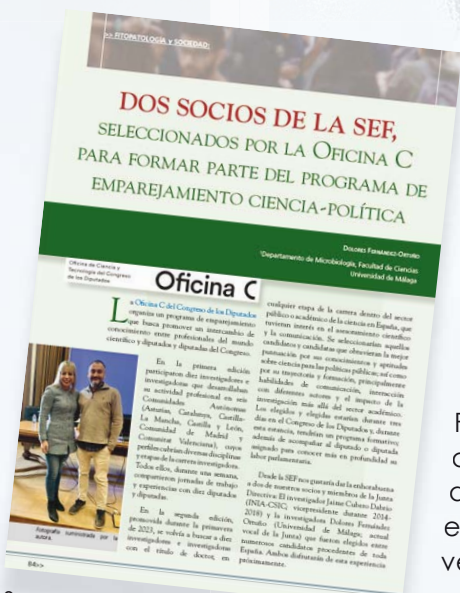 >> FITOPATOLOGÍA y SOCIEDAD:
DOS SOCIOS DE LA SEF,
SELECCIONADOS POR LA OFICINA C
PARA FORMAR PARTE DEL PROGRAMA DE
EMPAREJAMIENTO CIENCIA-POLÍTICA
DOLORES FERNÁNDEZ-ORTUÑO
Departamento de Microbiología, Facultad de Ciencias
Universidad de Málaga
Oficina de Ciencia y
Tecnología del Congreso
de los Diputados
Oficina C
La Oficina C del Congreso de los Diputados
organiza un programa de emparejamiento
que busca promover un intercambio de
conocimiento entre profesionales del mundo
científico y diputados y diputadas del Congreso.
En la primera edición
participaron diez investigadores e
investigadoras que desarrollaban
su actividad profesional en seis
Comunidades Autónomas
(Asturias, Catalunya, Castilla-
La Mancha, Castilla y León,
Comunidad de Madrid y
Comunitat Valenciana), cuyos
perfiles cubrían diversas disciplinas
y etapas de la carrera investigadora.
Todos ellos, durante una semana,
compartieron jornadas de trabajo
y experiencias con diez diputados
y diputadas.
En la segunda edición,
promovida durante la primavera
de 2023, se volvía a buscar a diez
investigadores e investigadoras
con el título de doctor, en
Fotografía suministrada por la
autora.
84>>
cualquier etapa de la carrera dentro del sector
público o académico de la ciencia en España, que
tuvieran interés en el asesoramiento científico
y la comunicación. Se seleccionarían aquellos
candidatos y candidatas que obtuvieran la mejor
puntuación por sus conocimientos y aptitudes
sobre ciencia para las políticas públicas; así como
por su trayectoria y formación, principalmente
habilidades de comunicación, interacción
con diferentes actores y el impacto de la
investigación más allá del sector académico.
Los elegidos y elegidas estarían durante tres
días en el Congreso de los Diputados y, durante
esta estancia, tendrían un programa formativo;
además de acompañar al diputado o diputada
asignado para conocer más en profundidad su
labor parlamentaria.
Desde la SEF nos gustaría dar la enhorabuena
a dos de nuestros socios y miembros de la Junta
Directiva: El investigador Jaime Cubero Dabrio
(INIA-CSIC), vicepresidente durante 2014-
2018) y la investigadora Dolores Fernández
Ortuño (Universidad de Málaga; actual
vocal de la Junta) que fueron elegidos entre
numerosos candidatos procedentes de toda
España. Ambos disfrutarán de esta experiencia
próximamente.